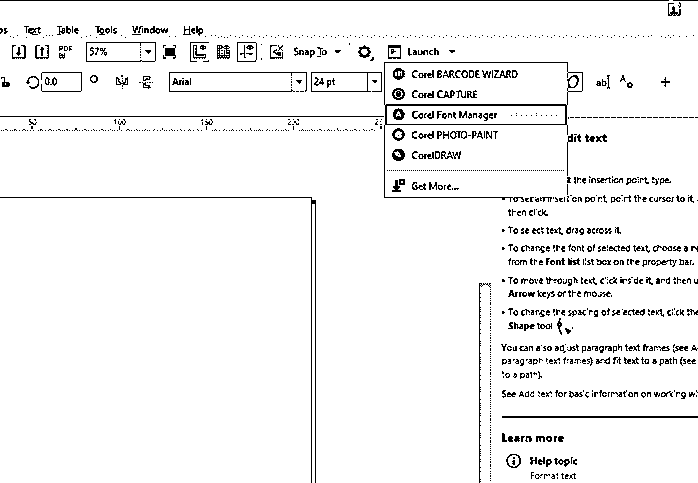 Text Table Tools Window Help
PDF 57% Snap To Launch
0.0 Arial 24 pt ab
Corel BARCODE WIZARD
Corel CAPTURE
Corel Font Manager
Corel PHOTO-PAINT
CorelDRAW
Get More...
50 100 150 200
dit text
t the insertion point, type.
• To set an insertion point, point the cursor to it,
then click.
• To select text, drag across it.
• To change the font of selected text, choose a
from the Font list list box on the property bar.
• To move through text, click inside it, and then
Arrow keys or the mouse.
• To change the spacing of selected text, click the
Shape tool
You can also adjust paragraph text frames (see
paragraph text frames) and fit text to a path (see
to a path).
See Add text for basic information on working
Learn more
Help topic
Format text